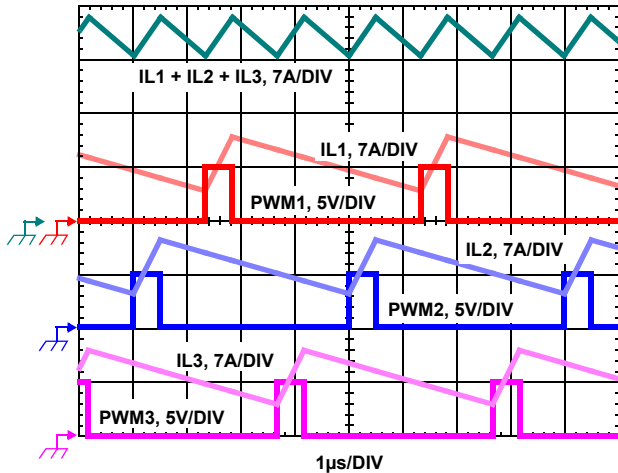 IL1 + IL2 + IL3, 7A/DIV
IL1, 7A/DIV
PWM1, 5V/DIV
IL2, 7A/DIV
PWM2, 5V/DIV
IL3, 7A/DIV
PWM3, 5V/DIV
1µs/DIV